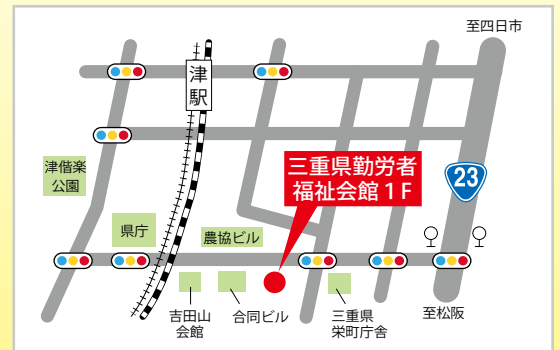 至四日市
津駅
三重県勤労者
福祉会館1F
23
津偕楽
公園
県庁
農協ビル
吉田山
会館
合同ビル
三重県
栄町庁舎
至松阪